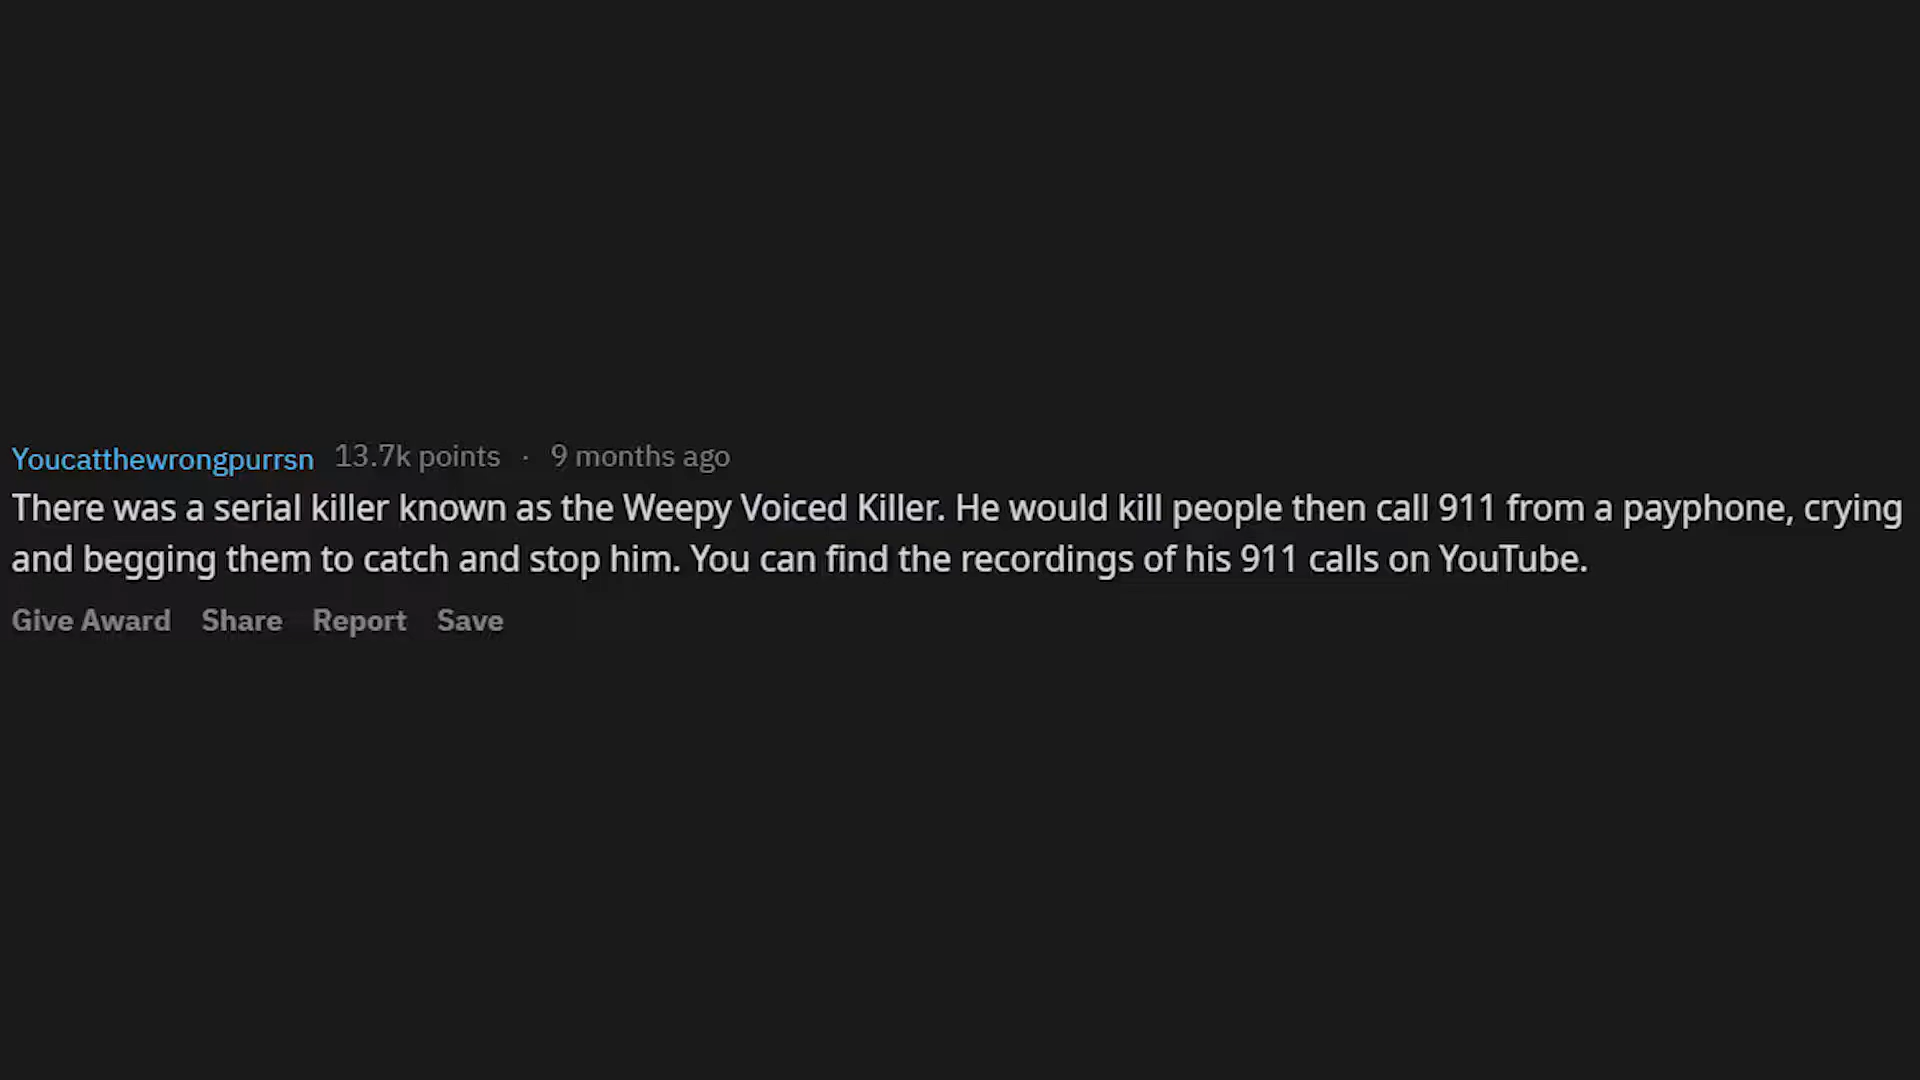 Youcatthewrongpurrsn 13.7k points · 9 months ago
There was a serial killer known as the Weepy Voiced Killer. He would kill people then call 911 from a payphone, crying
and begging them to catch and stop him. You can find the recordings of his 911 calls on YouTube.
Give Award Share Report Save